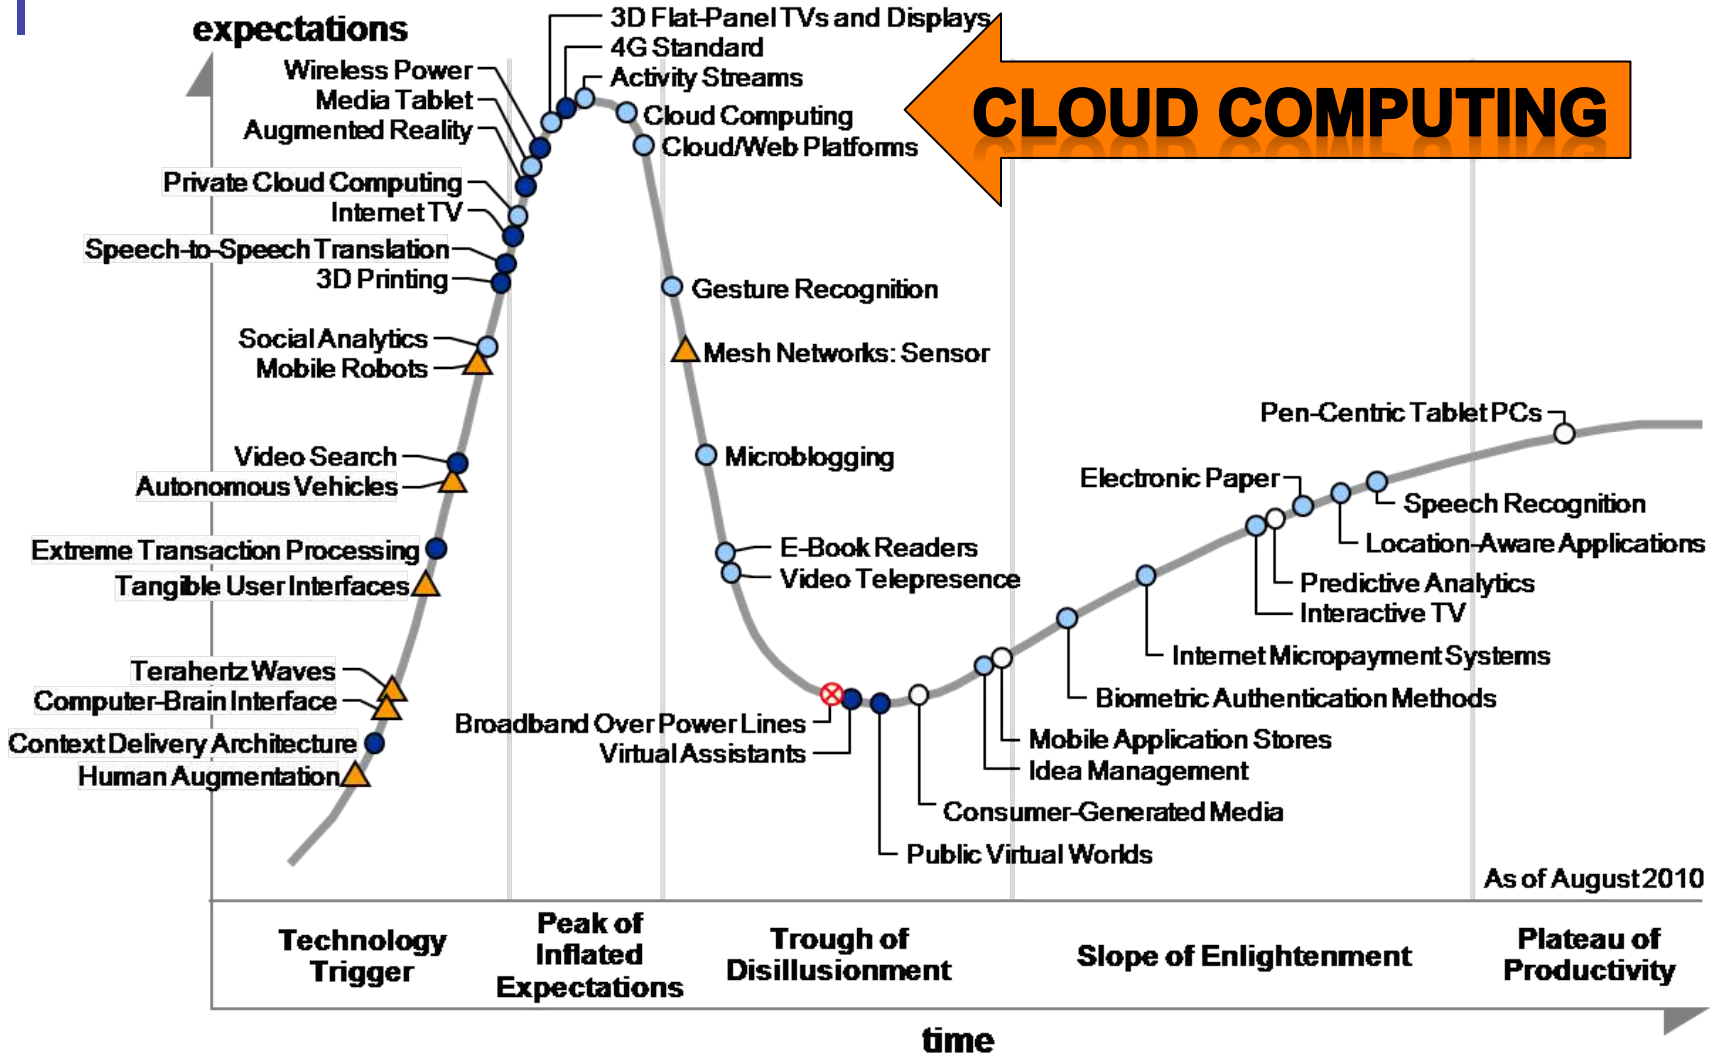 expectations
3D Flat-Panel TVs and Displays
4G Standard
Activity Streams
Wireless Power
Media Tablet
Augmented Reality
Cloud Computing
Cloud/Web Platforms
CLOUD COMPUTING
Private Cloud Computing
Internet TV
Speech-to-Speech Translation
3D Printing
Gesture Recognition
Social Analytics
Mobile Robots
Mesh Networks: Sensor
Pen-Centric Tablet PCs
Video Search
Autonomous Vehicles
Microblogging
Electronic Paper
Speech Recognition
Location-Aware Applications
Extreme Transaction Processing
Tangible User Interfaces
E-Book Readers
Video Telepresence
Predictive Analytics
Interactive TV
Terahertz Waves
Computer-Brain Interface
Context Delivery Architecture
Human Augmentation
Internet Micropayment Systems
Biometric Authentication Methods
Broadband Over Power Lines
Virtual Assistants
Mobile Application Stores
Idea Management
Consumer-Generated Media
Public Virtual Worlds
As of August 2010
Technology
Trigger
Peak of
Inflated
Expectations
Trough of
Disillusionment
Slope of Enlightenment
Plateau of
Productivity
time